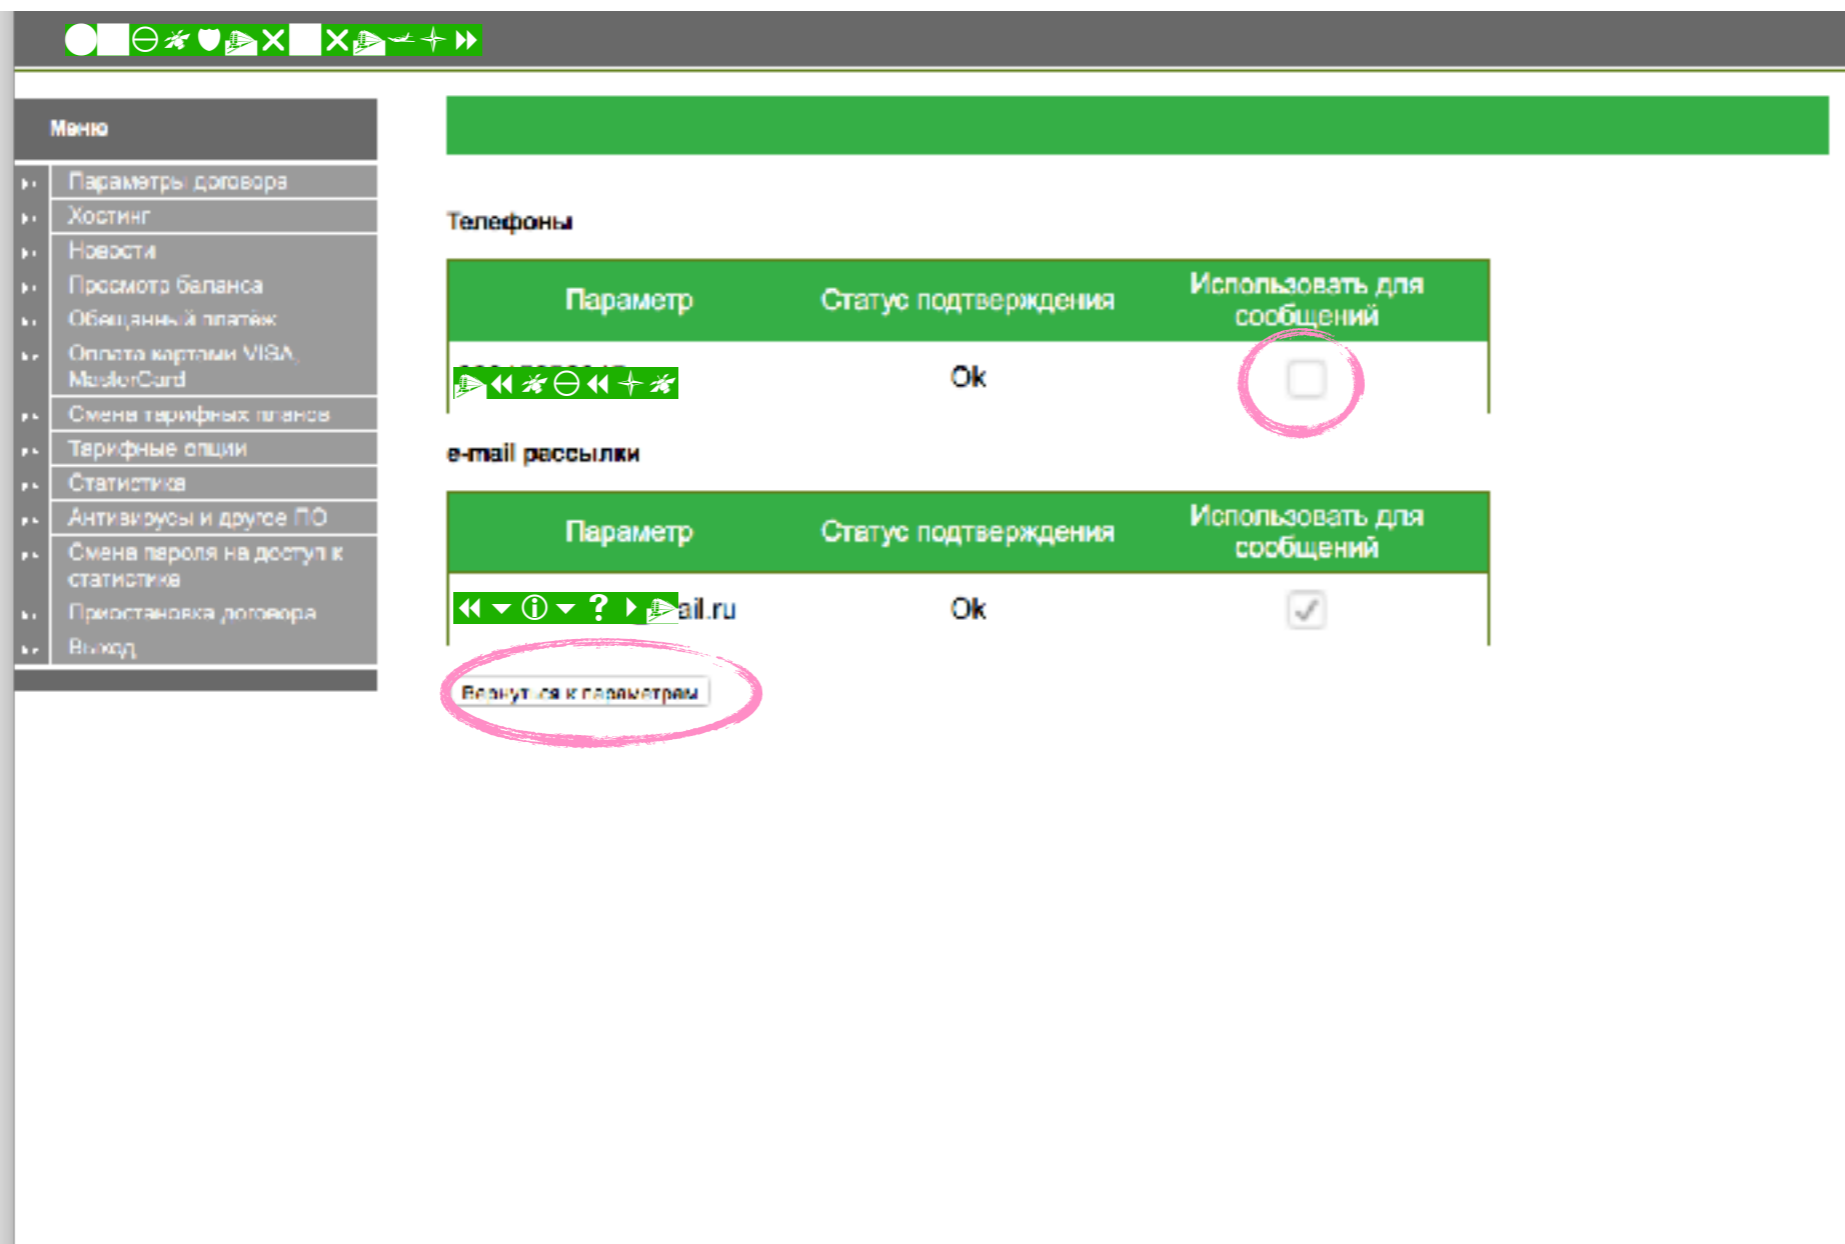 Меню
Параметры договора
Хостинг
Новости
Просмотр баланса
Обещанный платёж
Оплата картами VISA,
MasterCard
Смена тарифных планов
Тарифные опции
Статистика
Антивирусы и другое ПО
Смена пароля на доступ к
статистике
Приостановка договора
Выход
Телефоны
Параметр Статус подтверждения Использовать для
сообщений
Ok
e-mail рассылки
Параметр Статус подтверждения Использовать для
сообщений
ail.ru Ok
Вернуться к параметрам